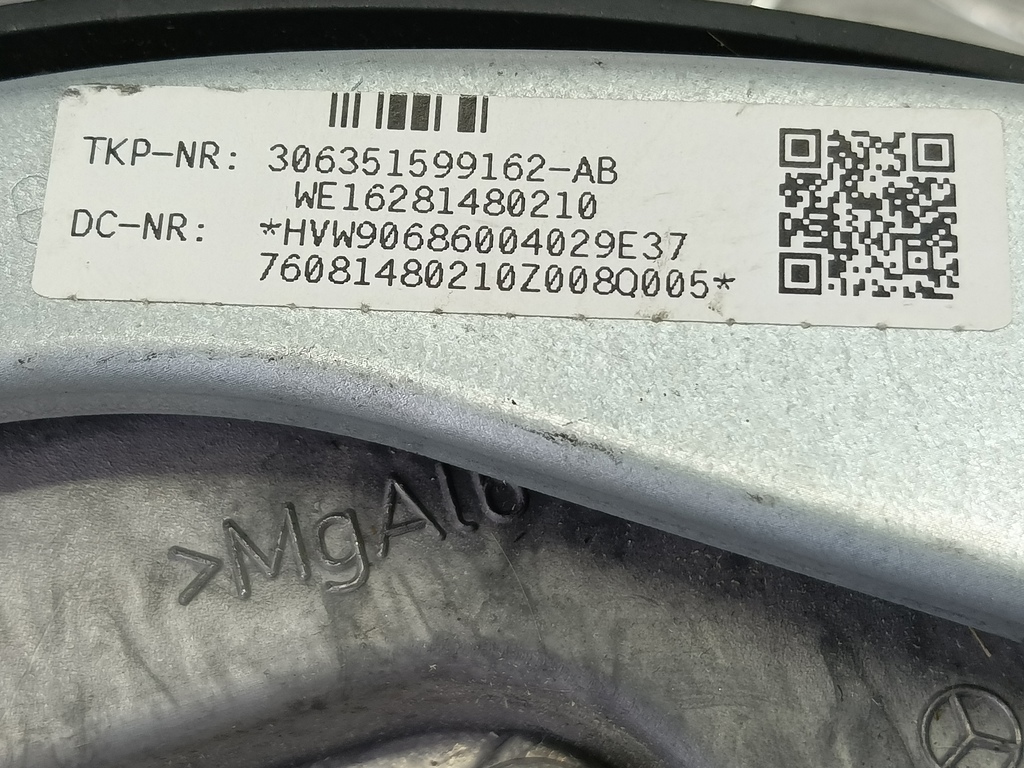 TKP-NR: 306351599162-AB
WE16281480210
DC-NR: *HVW90686004029E37
76081480210Z008Q005*
>MgAl6